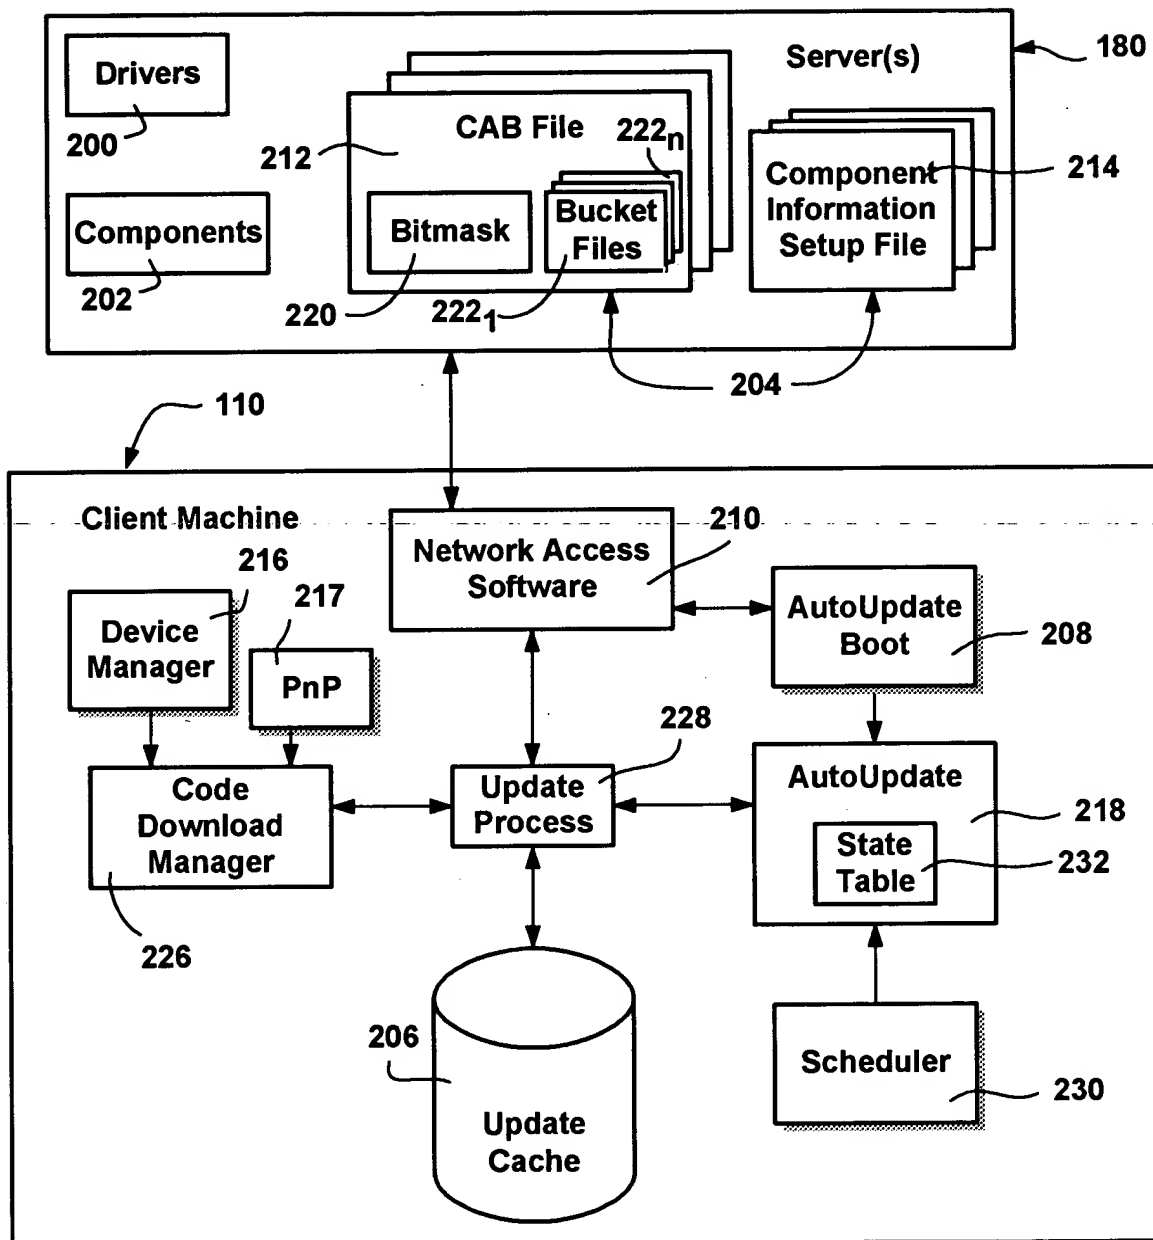 Server(s)
180
Drivers
200
CAB File
212
222n
Component
Information
Setup File
214
Components
202
Bitmask
220
Bucket
Files
2221
204
110
Client Machine
Network Access
Software
210
216
217
Device
Manager
PnP
AutoUpdate
Boot
208
228
Code
Download
Manager
226
Update
Process
AutoUpdate
218
State
Table
232
206
Update
Cache
Scheduler
230